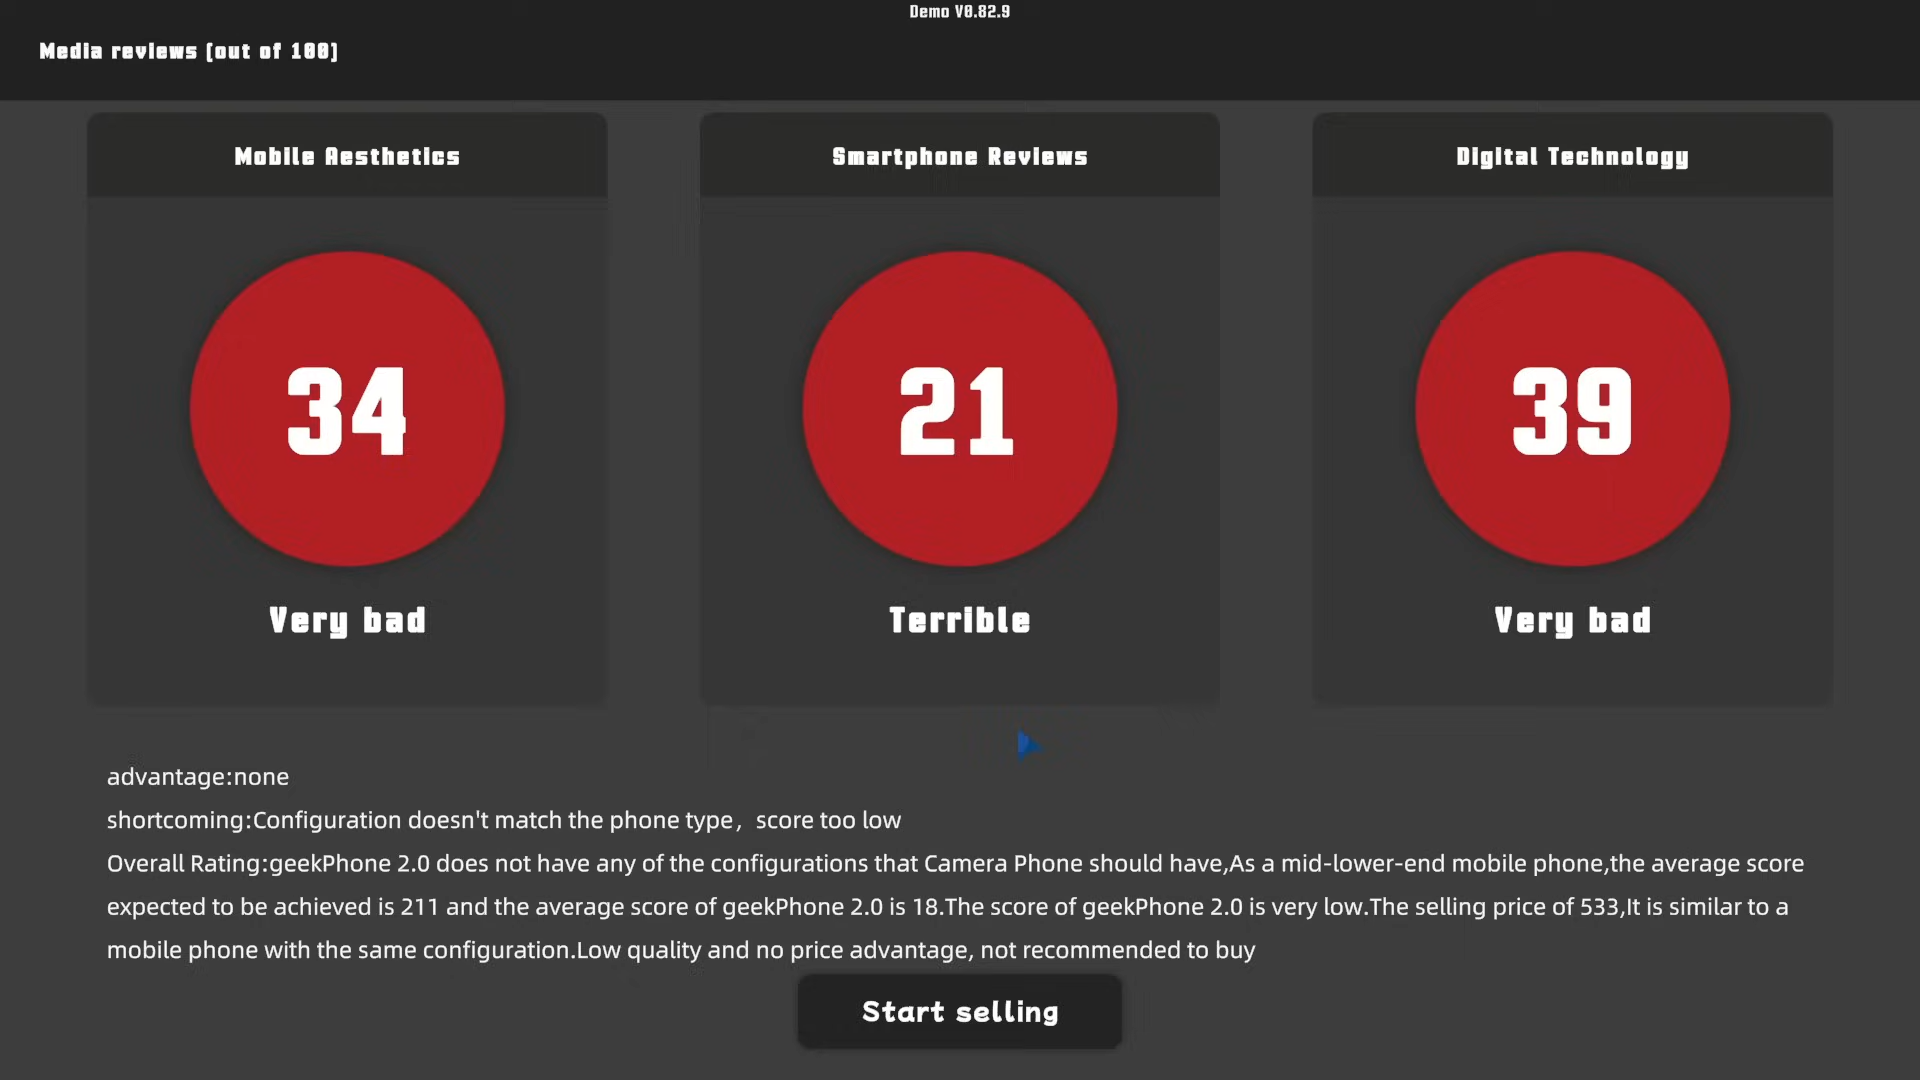 Demo V0.82.9
Media reviews (out of 100)
Mobile Aesthetics
Smartphone Reviews
Digital Technology
34
21
39
Very bad
Terrible
Very bad
advantage:none
shortcoming:Configuration doesn't match the phone type，score too low
Overall Rating:geekPhone 2.0 does not have any of the configurations that Camera Phone should have,As a mid-lower-end mobile phone,the average score
expected to be achieved is 211 and the average score of geekPhone 2.0 is 18.The score of geekPhone 2.0 is very low.The selling price of 533,It is similar to a
mobile phone with the same configuration.Low quality and no price advantage, not recommended to buy
Start selling